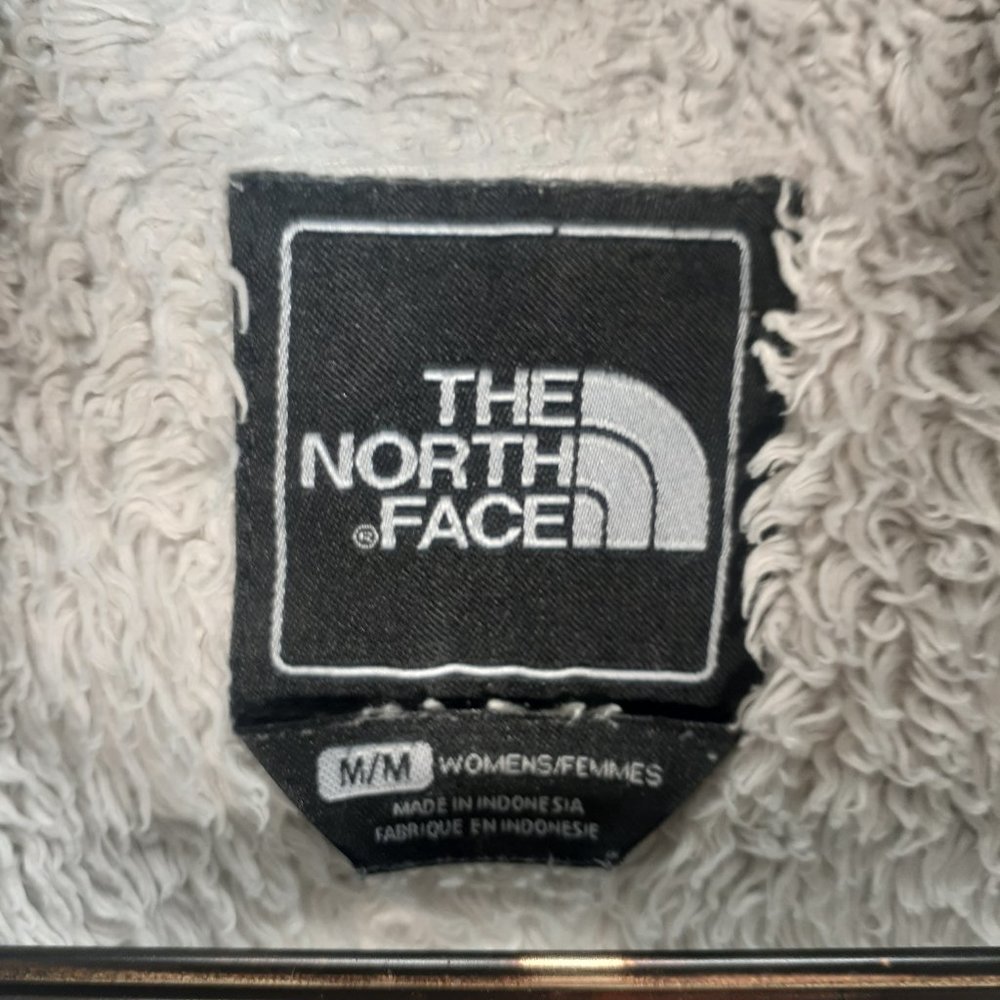 THE
NORTH
®FACE
M/M WOMENS/FEMMES
MADE IN INDONESIA
FABRIQUE EN INDONESIE